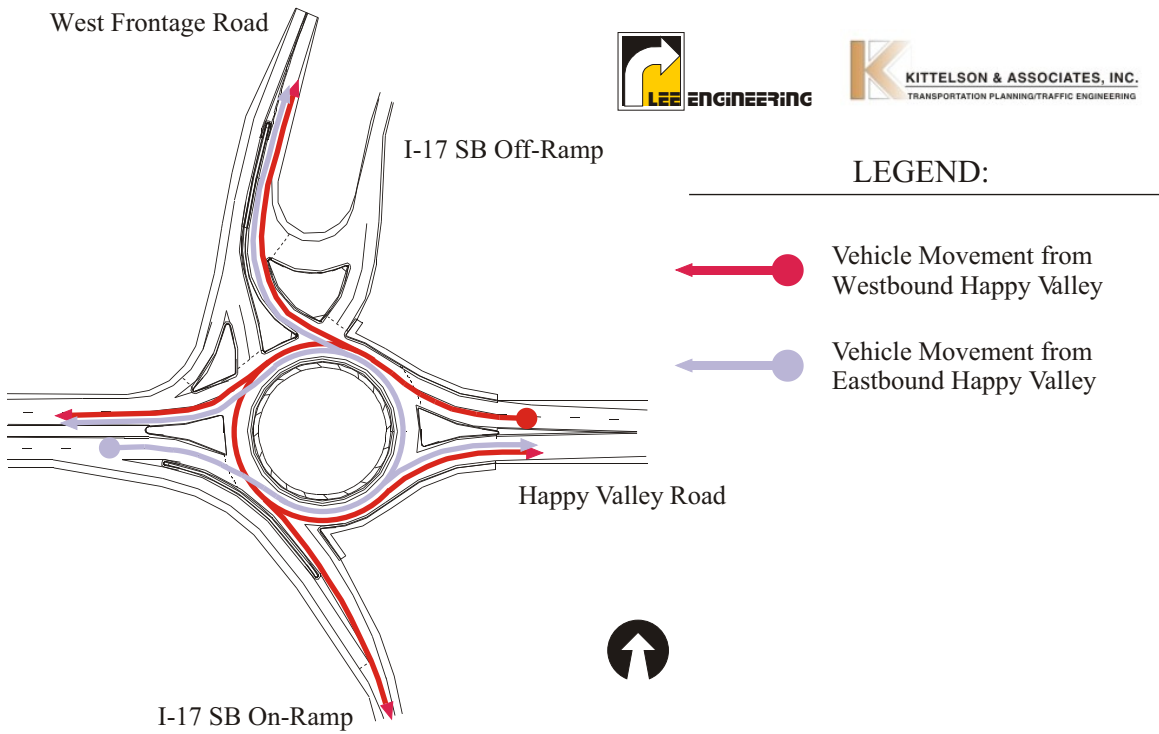 West Frontage Road
LEE ENGINEERING
KITTELSON & ASSOCIATES, INC.
TRANSPORTATION PLANNING/TRAFFIC ENGINEERING
I-17 SB Off-Ramp
LEGEND:
Vehicle Movement from
Westbound Happy Valley
Vehicle Movement from
Eastbound Happy Valley
Happy Valley Road
I-17 SB On-Ramp